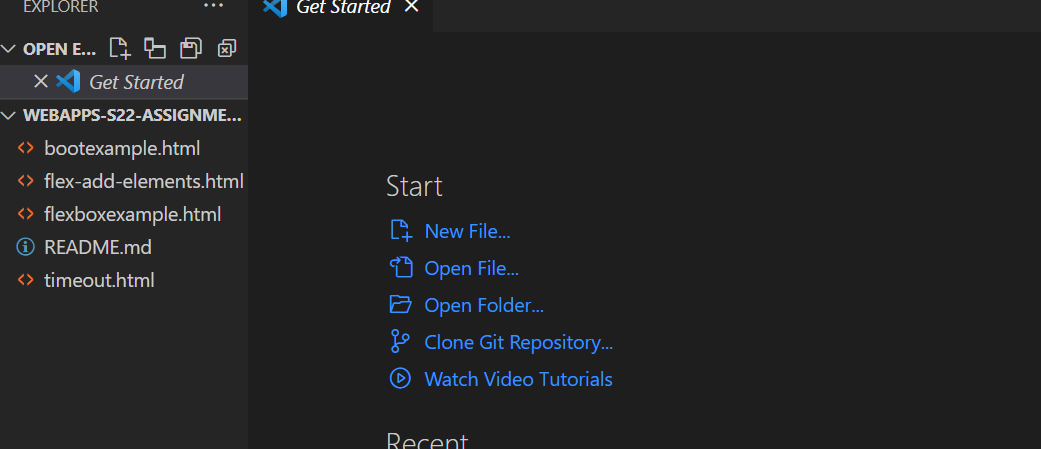 EXPLORER
···
OPEN E...
Get Started
WEBAPPS-S22-ASSIGNME...
bootexample.html
flex-add-elements.html
flexboxexample.html
README.md
timeout.html
Get Started
Start
New File...
Open File...
Open Folder...
Clone Git Repository...
Watch Video Tutorials
Recent